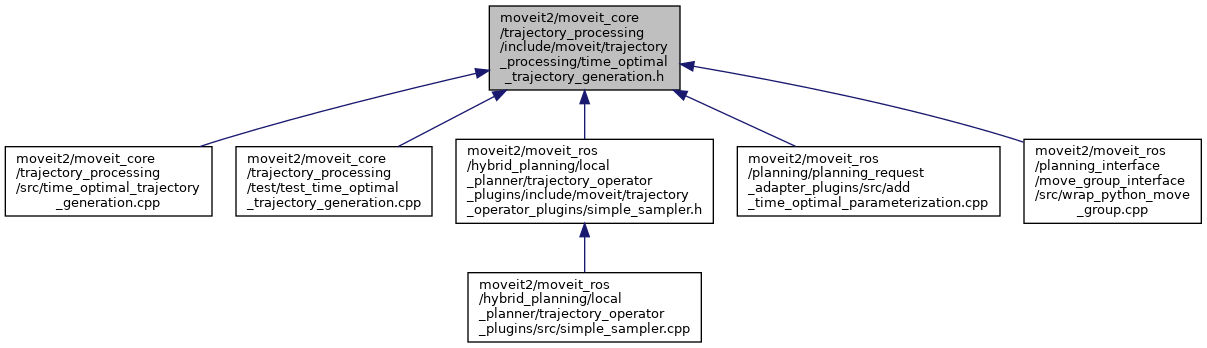 moveit2/moveit_core
/trajectory_processing
/include/moveit/trajectory
_processing/time_optimal
_trajectory_generation.h
moveit2/moveit_core
/trajectory_processing
/src/time_optimal_trajectory
_generation.cpp
moveit2/moveit_core
/trajectory_processing
/test/test_time_optimal
_trajectory_generation.cpp
moveit2/moveit_ros
/hybrid_planning/local
_planner/trajectory_operator
_plugins/include/moveit/trajectory
_operator_plugins/simple_sampler.h
moveit2/moveit_ros
/planning/planning_request
_adapter_plugins/src/add
_time_optimal_parameterization.cpp
moveit2/moveit_ros
/planning_interface
/move_group_interface
/src/wrap_python_move
_group.cpp
moveit2/moveit_ros
/hybrid_planning/local
_planner/trajectory_operator
_plugins/src/simple_sampler.cpp